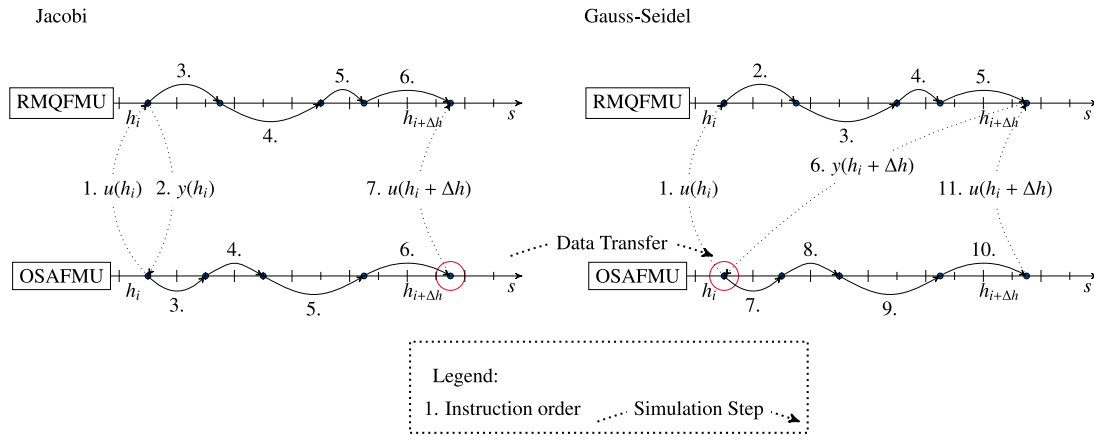 Jacobi
Gauss-Seidel
3. 5. 6.
RMQFMU
h_i h_{i+Δh} s
4.
2. 4. 5.
RMQFMU
h_i h_{i+Δh} s
3.
1. u(h_i) 2. y(h_i) 7. u(h_i + Δh)
6. y(h_i + Δh)
1. u(h_i) 11. u(h_i + Δh)
4. 6.
OSAFMU
h_i h_{i+Δh} s
3. 5.
Data Transfer
8. 10.
OSAFMU
h_i h_{i+Δh} s
7. 9.
Legend:
1. Instruction order Simulation Step